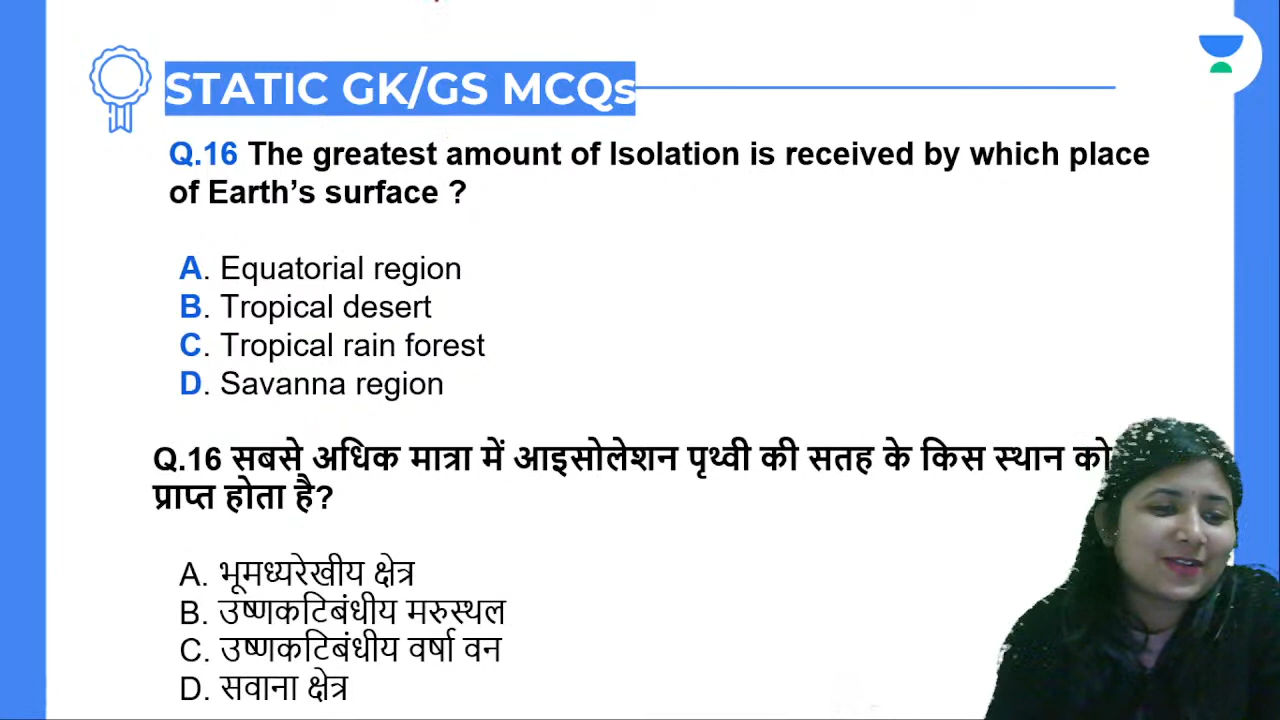 STATIC GK/GS MCQs
Q.16 The greatest amount of Isolation is received by which place
of Earth’s surface ?
A. Equatorial region
B. Tropical desert
C. Tropical rain forest
D. Savanna region
Q.16 सबसे अधिक मात्रा में आइसोलेशन पृथ्वी की सतह के किस स्थान को
प्राप्त होता है?
A. भूमध्यरेखीय क्षेत्र
B. उष्णकटिबंधीय मरुस्थल
C. उष्णकटिबंधीय वर्षा वन
D. सवाना क्षेत्र